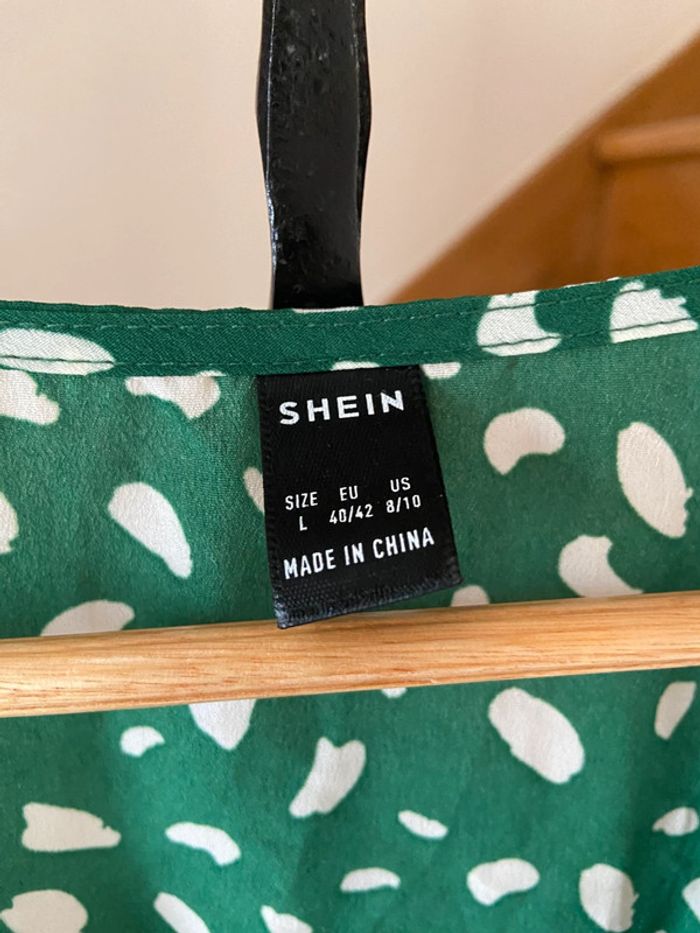 SHEIN
SIZE EU US
L 40/42 8/10
MADE IN CHINA